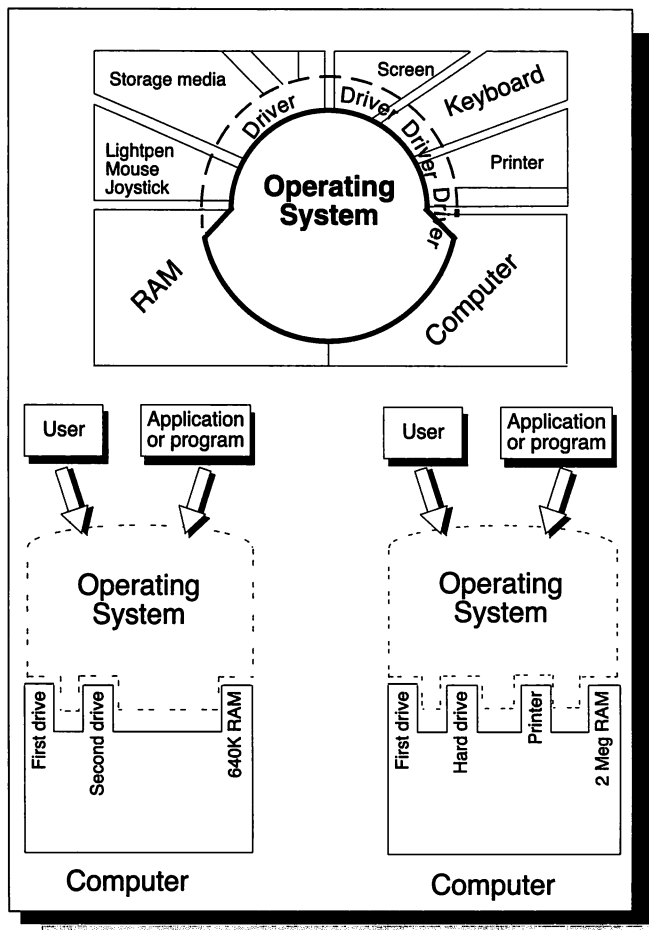 Storage media
Screen
Keyboard
Driver
Driver
Driver
Driver
Lightpen
Mouse
Joystick
Printer
Operating
System
RAM
Computer
User
Application
or program
User
Application
or program
Operating
System
Operating
System
First drive
Second drive
640K RAM
First drive
Hard drive
Printer
2 Meg RAM
Computer
Computer